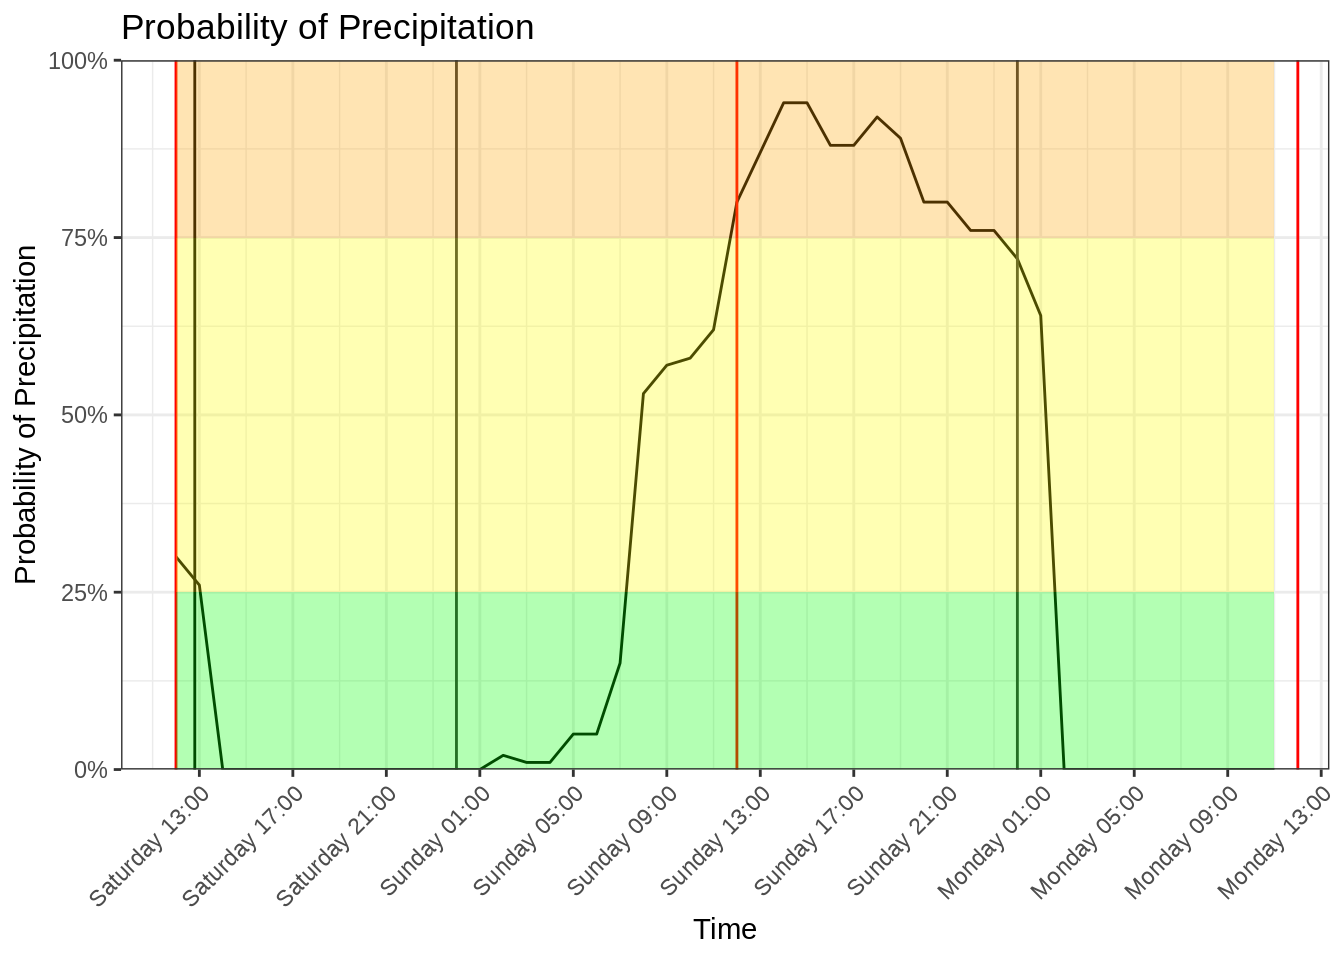 Probability of Precipitation
Probability of Precipitation
100%
75%
50%
25%
0%
Saturday 13:00
Saturday 17:00
Saturday 21:00
Sunday 01:00
Sunday 05:00
Sunday 09:00
Sunday 13:00
Sunday 17:00
Sunday 21:00
Monday 01:00
Monday 05:00
Monday 09:00
Monday 13:00
Time